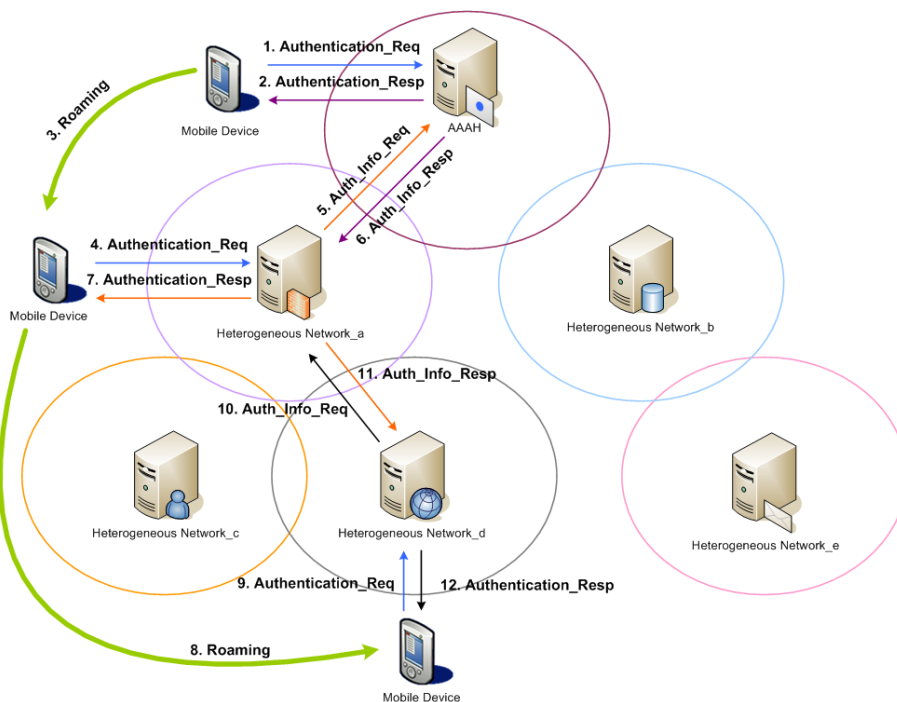 1. Authentication_Req
2. Authentication_Resp
Mobile Device
AAAH
3. Roaming
5. Auth_Info_Req
6. Auth_Info_Resp
4. Authentication_Req
7. Authentication_Resp
Mobile Device
Heterogeneous Network_a
Heterogeneous Network_b
11. Auth_Info_Resp
10. Auth_Info_Req
Heterogeneous Network_c
Heterogeneous Network_d
Heterogeneous Network_e
9. Authentication_Req
12. Authentication_Resp
8. Roaming
Mobile Device